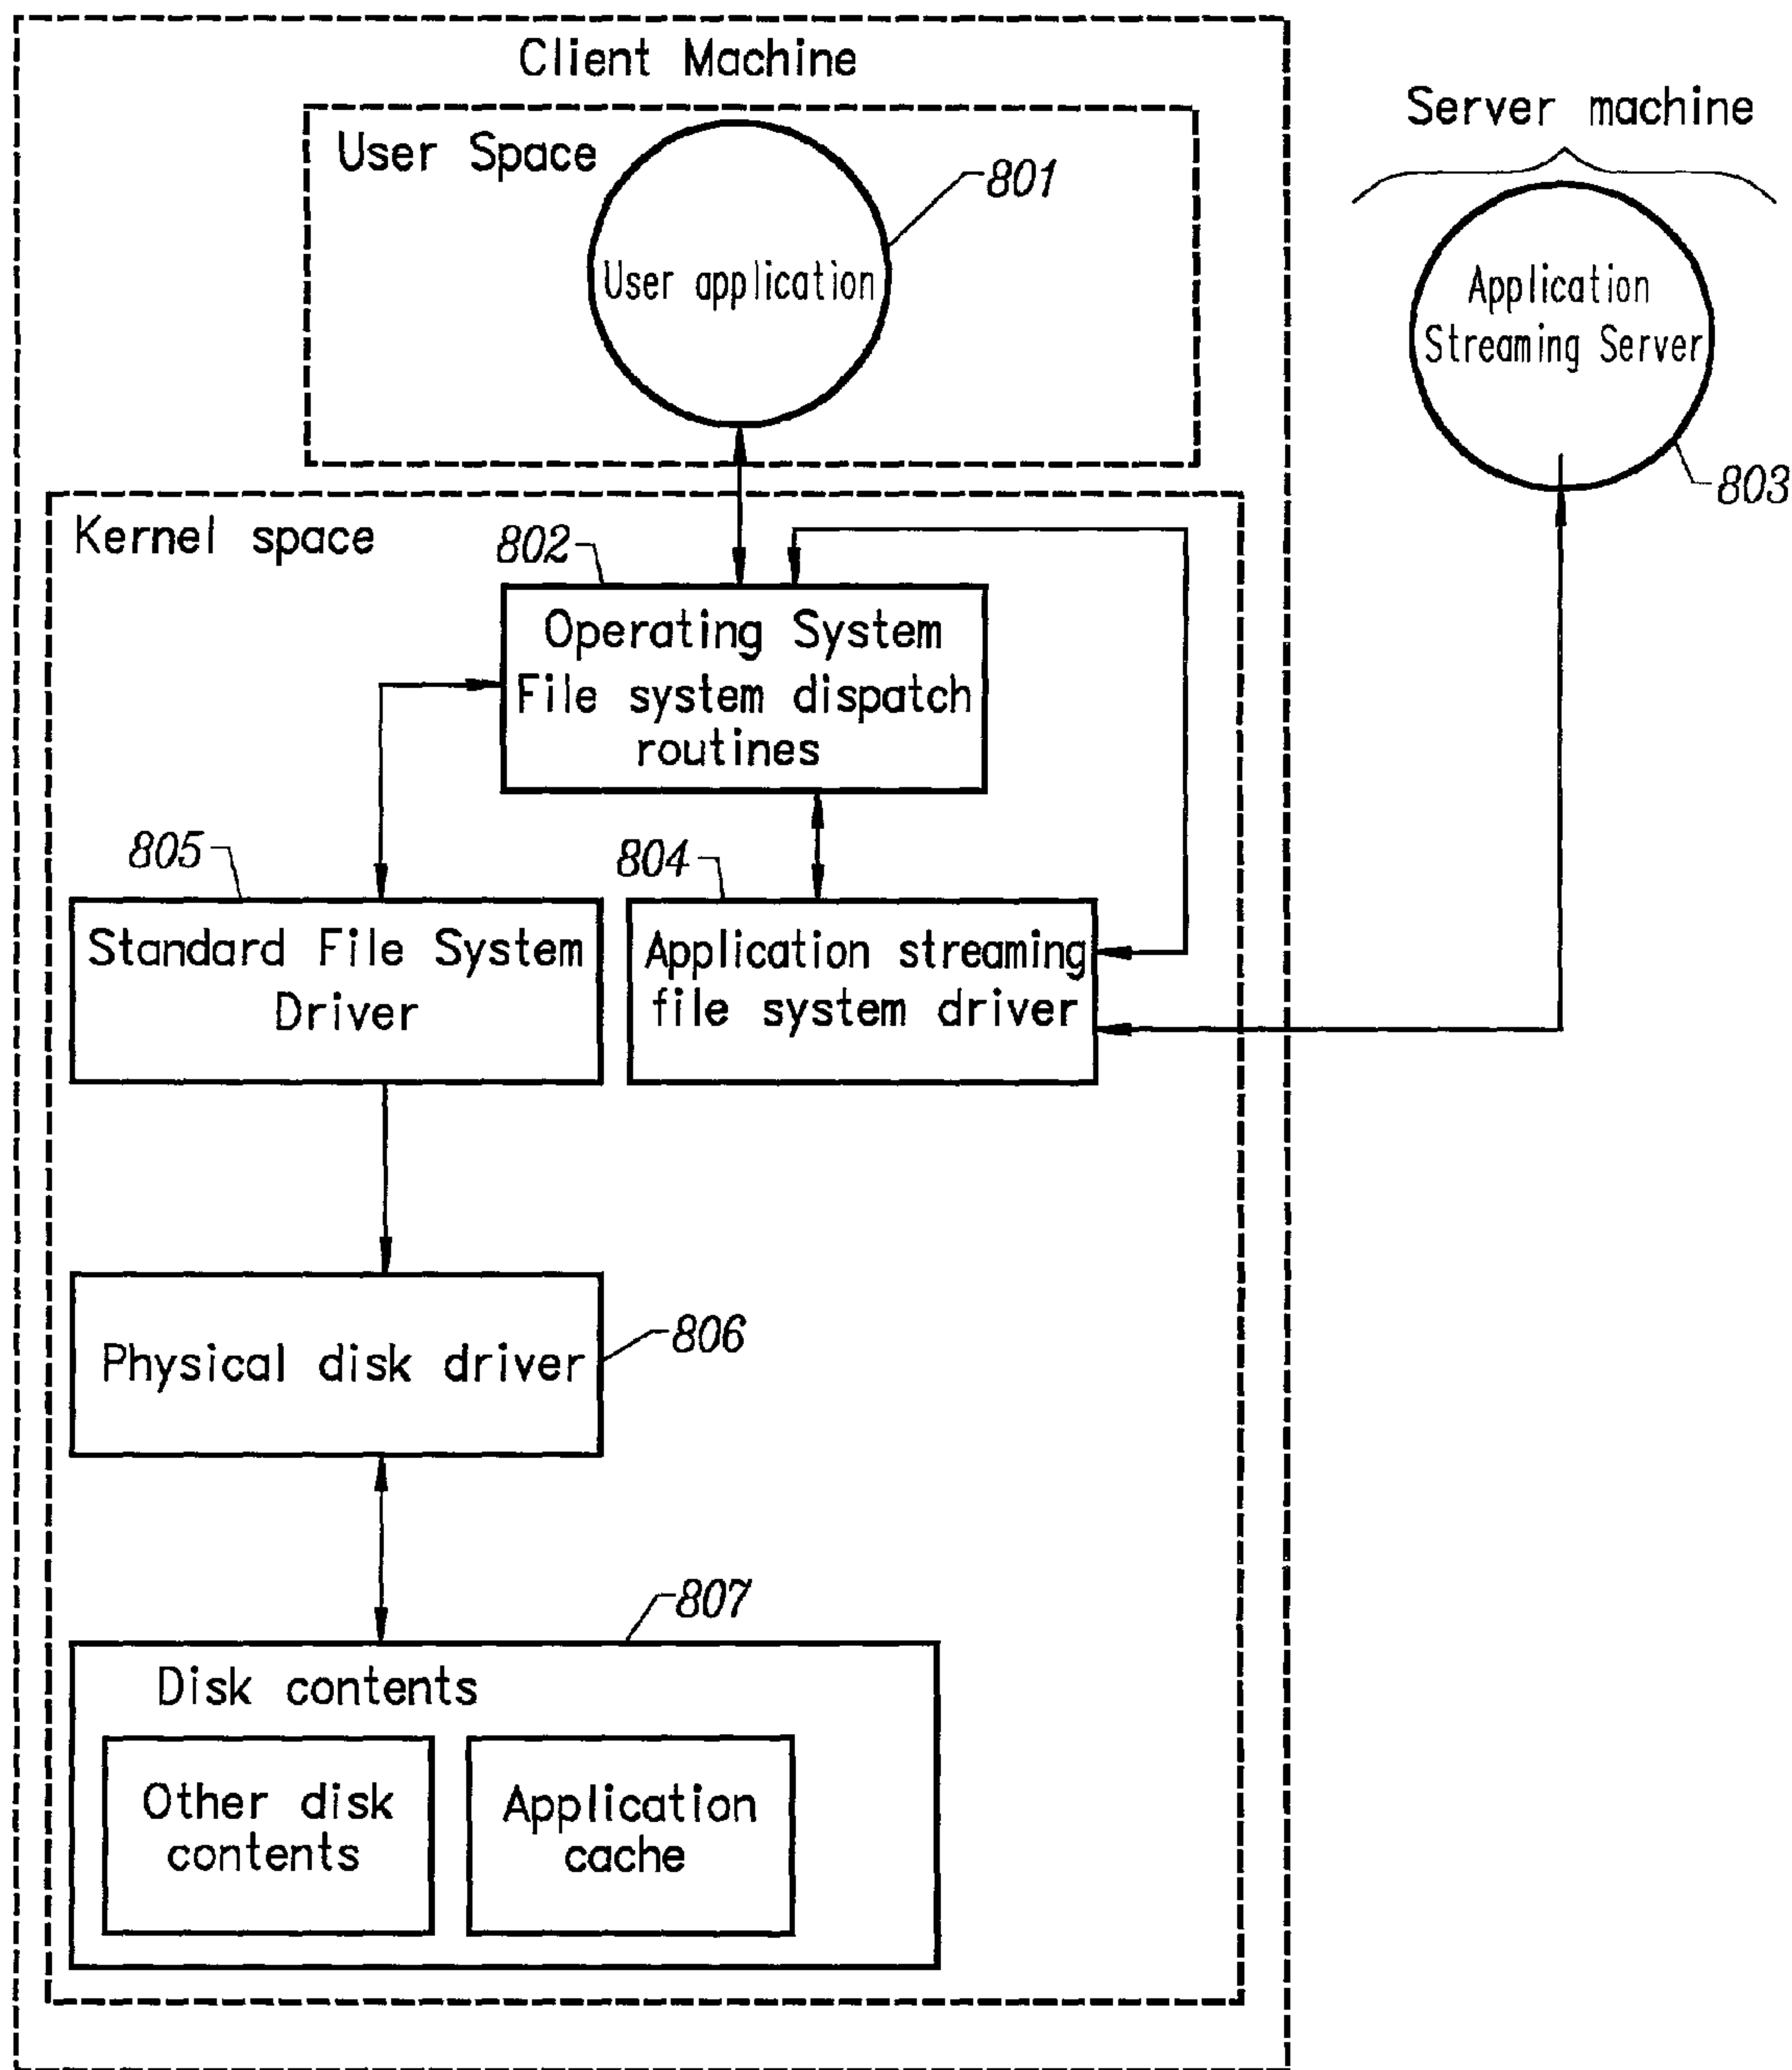 Client Machine
Server machine
User Space
801
User application
Application
Streaming Server
803
Kernel space
802
Operating System
File system dispatch
routines
805
804
Standard File System
Driver
Application streaming
file system driver
Physical disk driver
806
807
Disk contents
Other disk
contents
Application
cache